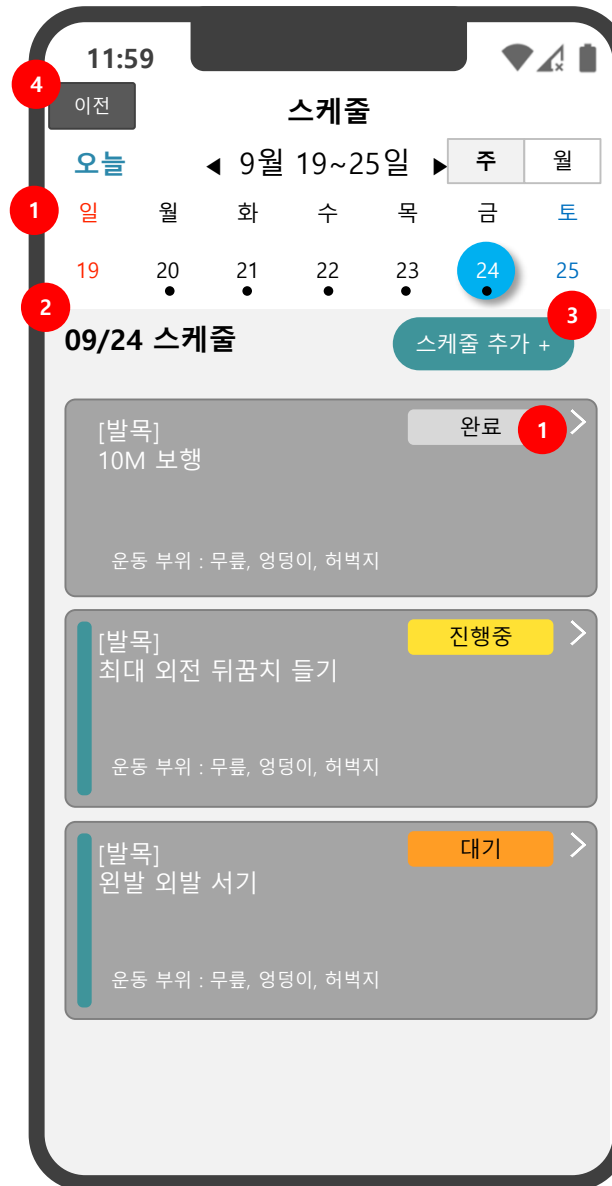 11:59
4
이전
스케줄
오늘 ◀ 9월 19~25일 ▶ 주 월
1
일 월 화 수 목 금 토
19 20 21 22 23 24 25
2
3
09/24 스케줄
스케줄 추가 +
[발목]
완료
1
10M 보행
운동 부위 : 무릎, 엉덩이, 허벅지
[발목]
진행중
최대 외전 뒤꿈치 들기
운동 부위 : 무릎, 엉덩이, 허벅지
[발목]
대기
왼발 외발 서기
운동 부위 : 무릎, 엉덩이, 허벅지